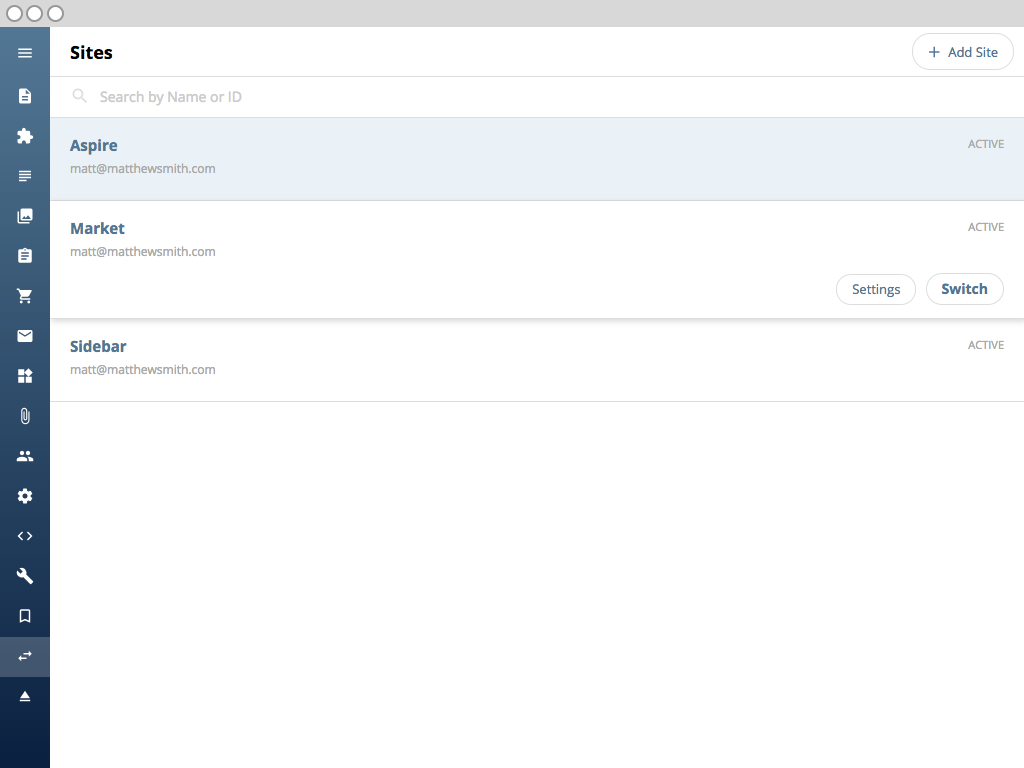 Sites
+ Add Site
Search by Name or ID
Aspire
ACTIVE
matt@matthewsmith.com
Market
ACTIVE
matt@matthewsmith.com
Settings
Switch
Sidebar
ACTIVE
matt@matthewsmith.com